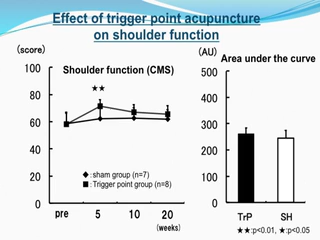 Effect of trigger point acupuncture
on shoulder function
(score)
(AU)
Shoulder function (CMS)
Area under the curve
100
80
60
40
20
0
★★
◆: sham group (n=7)
■: Trigger point group (n=8)
pre 5 10 20
(weeks)
500
400
300
200
100
0
TrP SH
★★:p<0.01, ★:p<0.05